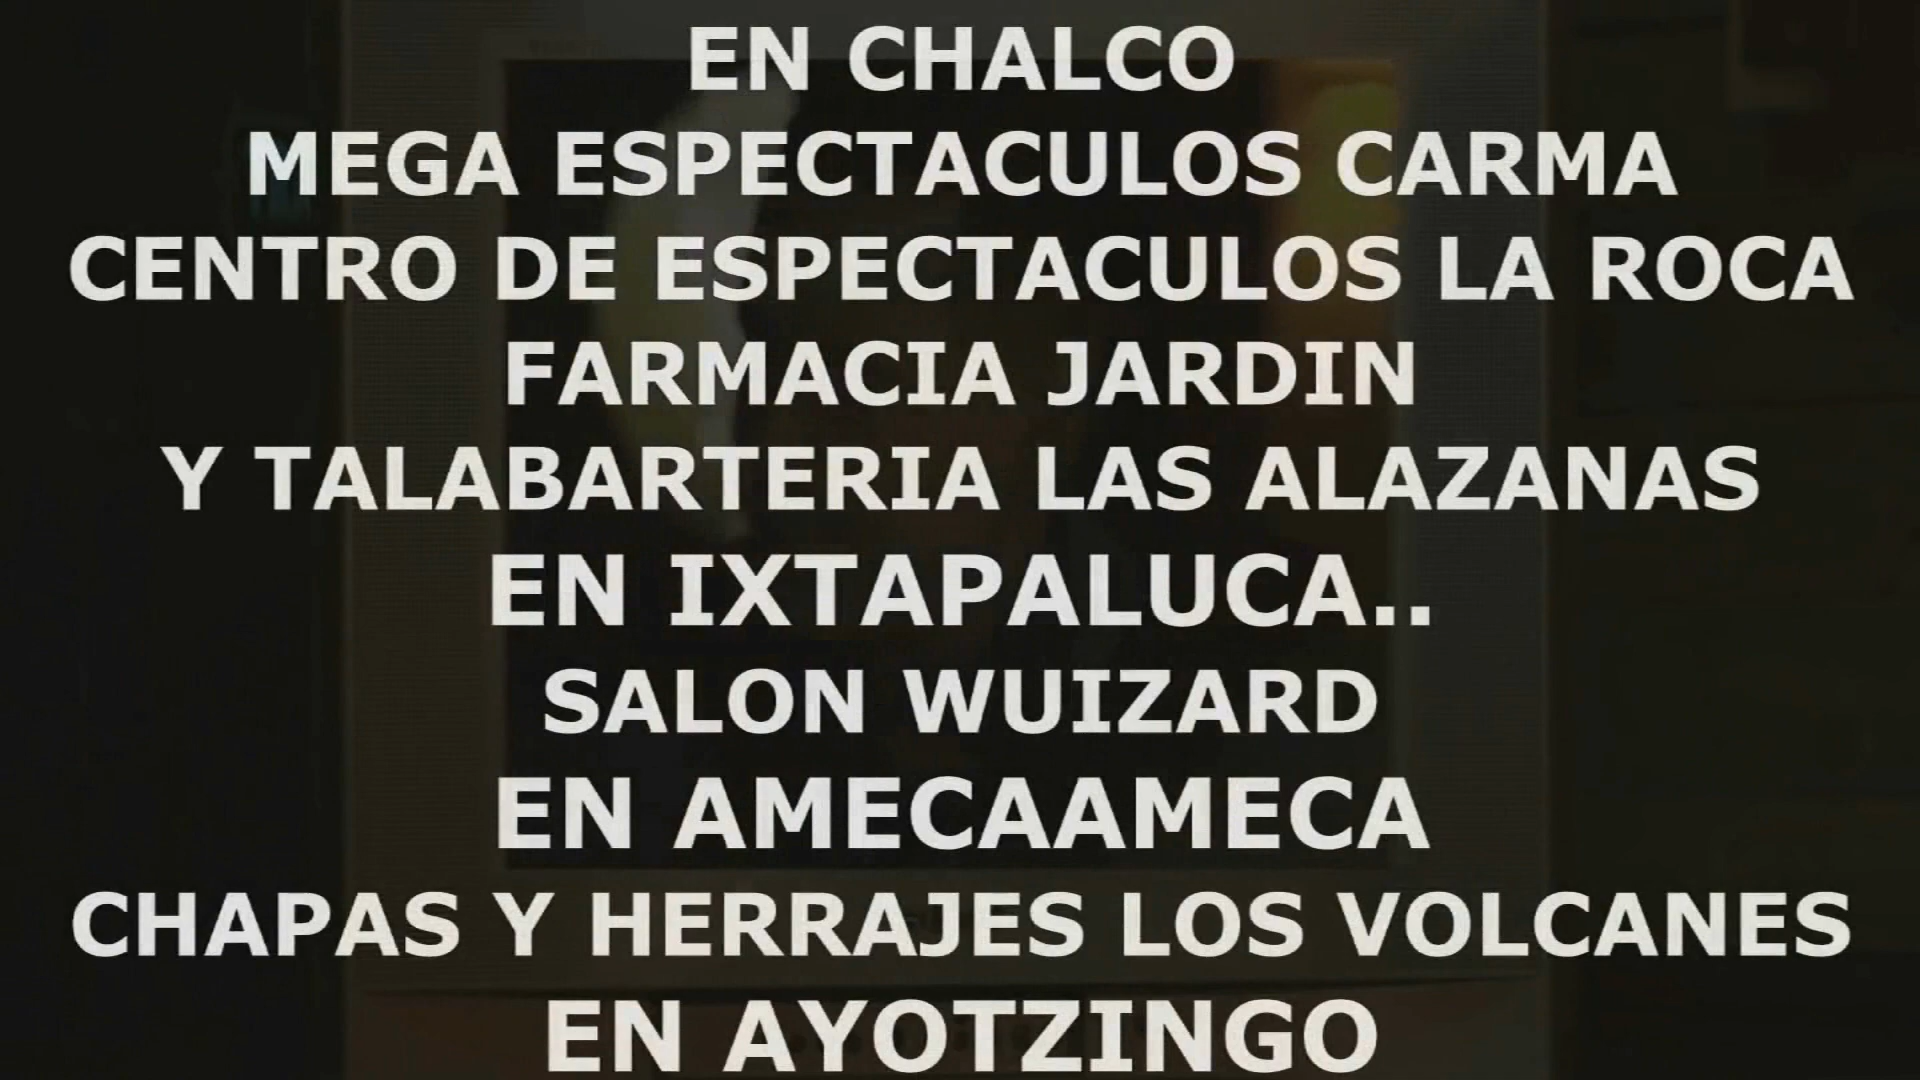 EN CHALCO
MEGA ESPECTACULOS CARMA
CENTRO DE ESPECTACULOS LA ROCA
FARMACIA JARDIN
Y TALABARTERIA LAS ALAZANAS
EN IXTAPALUCA..
SALON WUIZARD
EN AMECAAMECA
CHAPAS Y HERRAJES LOS VOLCANES
EN AYOTZINGO